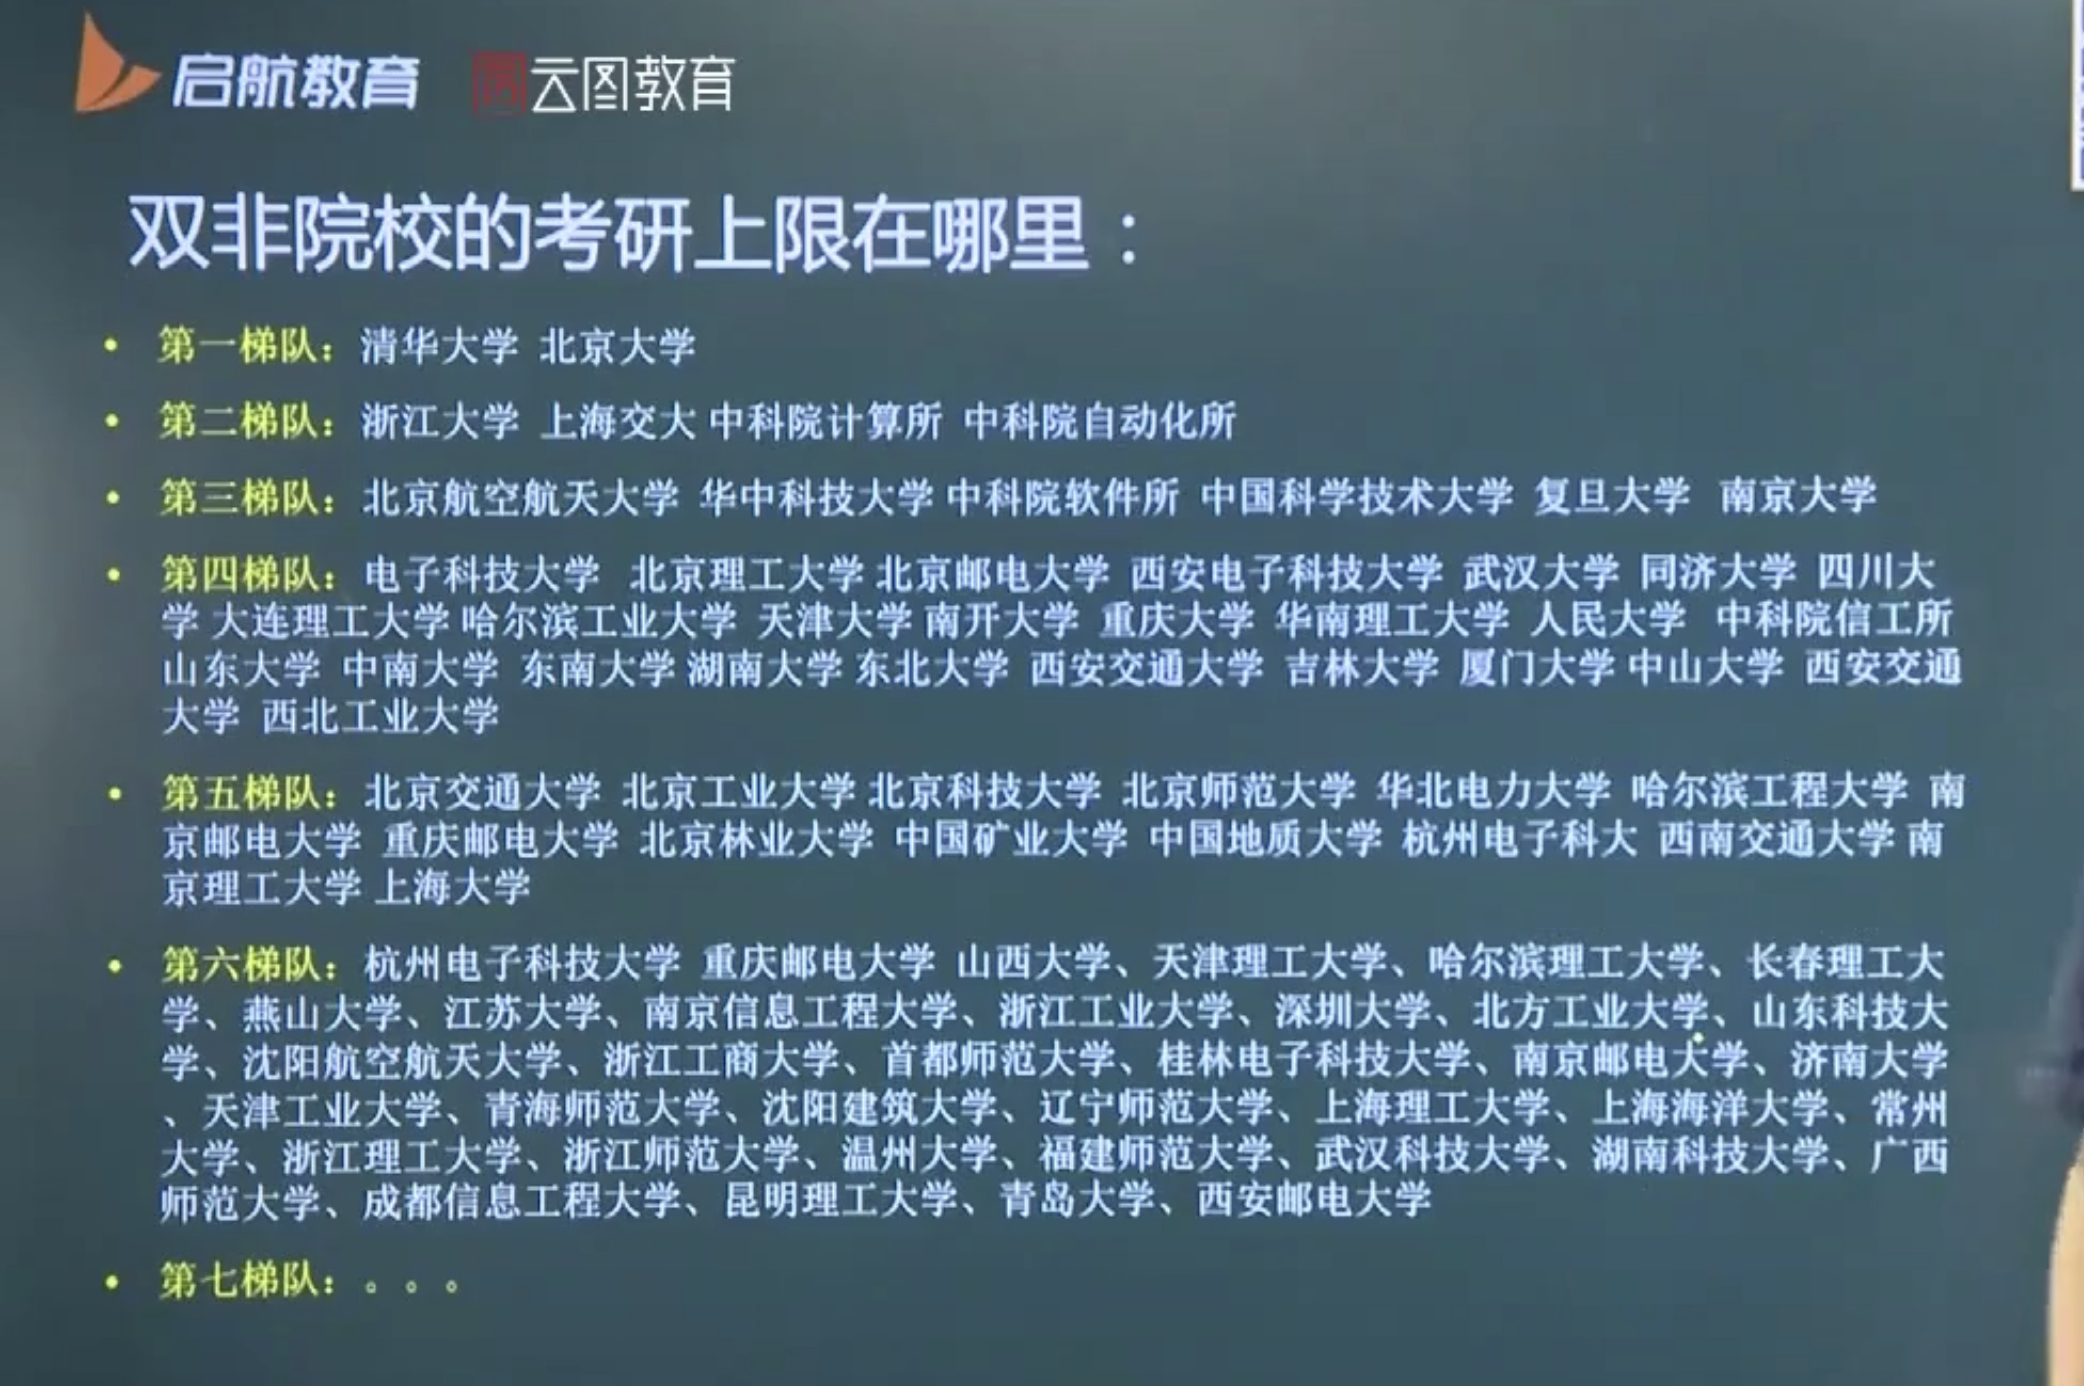 启航教育 云图教育
双非院校的考研上限在哪里：
• 第一梯队：清华大学 北京大学
• 第二梯队：浙江大学 上海交大 中科院计算所 中科院自动化所
• 第三梯队：北京航空航天大学 华中科技大学 中科院软件所 中国科学技术大学 复旦大学 南京大学
• 第四梯队：电子科技大学 北京理工大学 北京邮电大学 西安电子科技大学 武汉大学 同济大学 四川大
学 大连理工大学 哈尔滨工业大学 天津大学 南开大学 重庆大学 华南理工大学 人民大学 中科院信工所
山东大学 中南大学 东南大学 湖南大学 东北大学 西安交通大学 吉林大学 厦门大学 中山大学 西安交通
大学 西北工业大学
• 第五梯队：北京交通大学 北京工业大学 北京科技大学 北京师范大学 华北电力大学 哈尔滨工程大学 南
京邮电大学 重庆邮电大学 北京林业大学 中国矿业大学 中国地质大学 杭州电子科大 西南交通大学 南
京理工大学 上海大学
• 第六梯队：杭州电子科技大学 重庆邮电大学 山西大学、天津理工大学、哈尔滨理工大学、长春理工大
学、燕山大学、江苏大学、南京信息工程大学、浙江工业大学、深圳大学、北方工业大学、山东科技大
学、沈阳航空航天大学、浙江工商大学、首都师范大学、桂林电子科技大学、南京邮电大学、济南大学
、天津工业大学、青海师范大学、沈阳建筑大学、辽宁师范大学、上海理工大学、上海海洋大学、常州
大学、浙江理工大学、浙江师范大学、温州大学、福建师范大学、武汉科技大学、湖南科技大学、广西
师范大学、成都信息工程大学、昆明理工大学、青岛大学、西安邮电大学
• 第七梯队：。。。